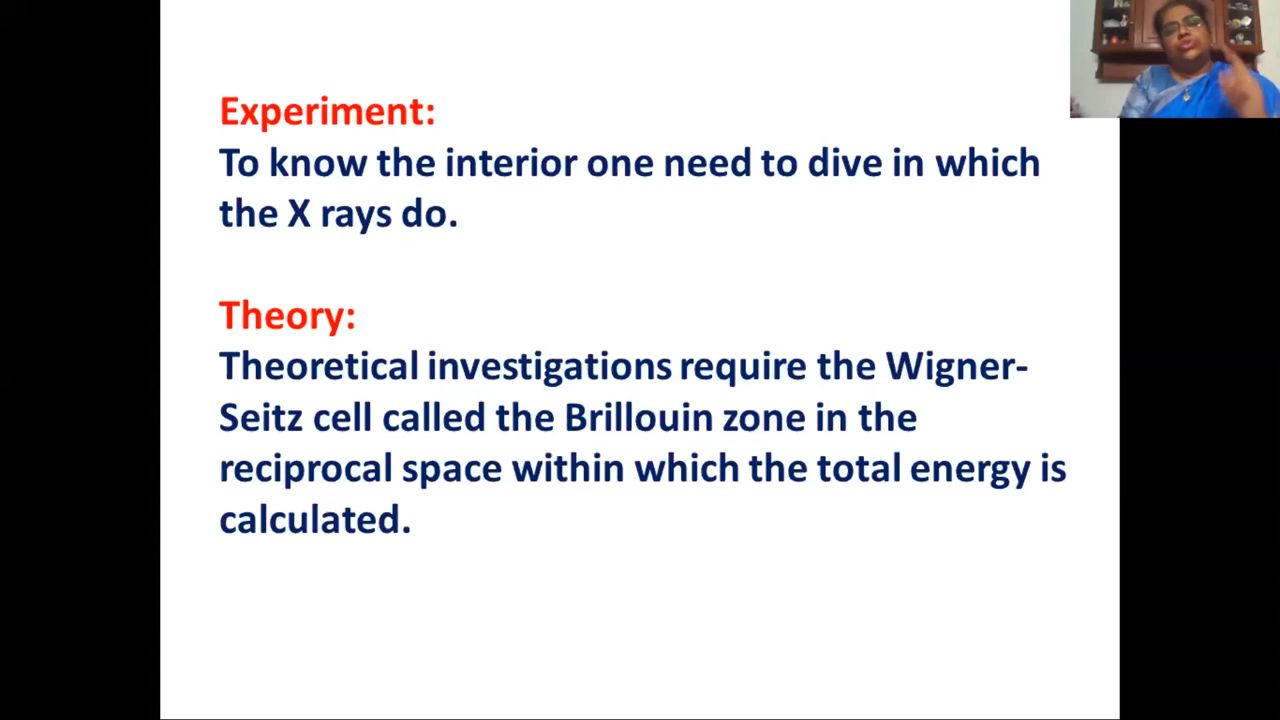 Experiment:
To know the interior one need to dive in which
the X rays do.
Theory:
Theoretical investigations require the Wigner-
Seitz cell called the Brillouin zone in the
reciprocal space within which the total energy is
calculated.